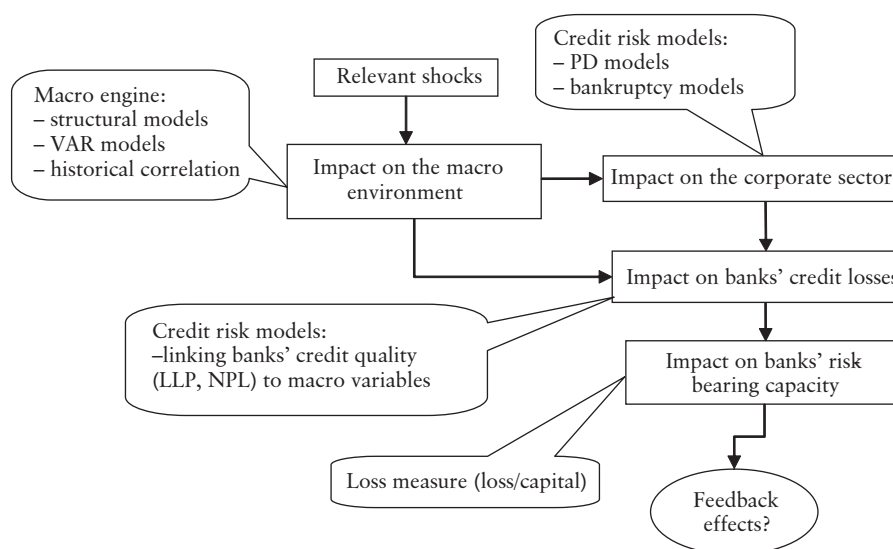 Credit risk models:
– PD models
– bankruptcy models
Relevant shocks
Macro engine:
– structural models
– VAR models
– historical correlation
Impact on the macro
environment
Impact on the corporate sector
Impact on banks’ credit losses
Credit risk models:
–linking banks’ credit quality
(LLP, NPL) to macro variables
Impact on banks’ risk
bearing capacity
Loss measure (loss/capital)
Feedback
effects?